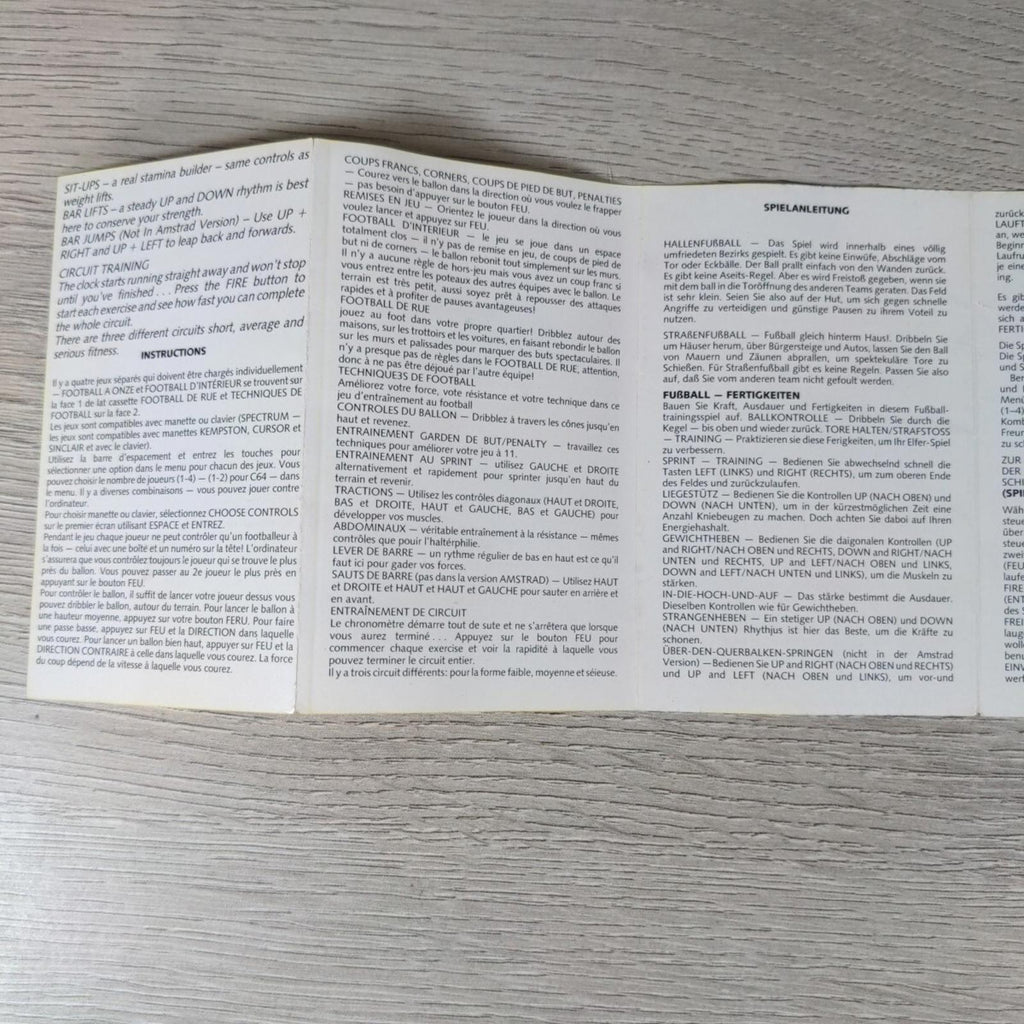 SIT-UPS – a real stamina builder – same controls as
weight lifts.
BAR LIFTS – a steady UP and DOWN rhythm is best
here to conserve your strength.
BAR JUMPS (Not In Amstrad Version) – Use UP +
RIGHT and UP + LEFT to leap back and forwards.
CIRCUIT TRAINING
The clock starts running straight away and won't stop
until you've finished . . . Press the FIRE button to
start each exercise and see how fast you can complete
the whole circuit.
There are three different circuits short, average and
serious fitness.
INSTRUCTIONS
Il y a quatre jeux séparés qui doivent être chargés individuellement
— FOOTBALL A ONZE et FOOTBALL D'INTÉRIEUR se trouvent sur
la face 1 de lat cassette FOOTBALL DE RUE et TECHNIQUES DE
FOOTBALL sur la face 2.
Les jeux sont compatibles avec manette ou clavier (SPECTRUM —
les jeux sont compatibles avec manettes KEMPSTON, CURSOR et
SINCLAIR et avec le clavier).
Utilisez la barre d'espacement et entrez les touches pour
sélectionner une option dans le menu pour chacun des jeux. Vous
pouvez choisir le nombre de joueurs (1-4) — (1-2) pour C64 — dans
le menu. Il y a diverses combinaisons — vous pouvez jouer contre
l'ordinateur.
Pour choisir manette ou clavier, sélectionnez CHOOSE CONTROLS
sur le premier écran utilisant ESPACE et ENTREZ.
Pendant le jeu chaque joueur ne peut contrôler qu'un footballeur à
la fois — celui avec une boîte et un numéro sur la tête! L'ordinateur
s'assurera que vous contrôlez toujours le joueur qui se trouve le plus
près du ballon. Vous pouvez passer au 2e joueur le plus près en
appuyant sur le bouton FEU.
Pour contrôler le ballon, il suffit de lancer votre joueur dessus vous
pouvez dribbler le ballon, autour du terrain. Pour lancer le ballon à
une hauteur moyenne, appuyez sur votre bouton FERU. Pour faire
une passe basse, appuyez sur FEU et la DIRECTION dans laquelle
vous courez. Pour lancer un ballon bien haut, appuyer sur FEU et la
DIRECTION CONTRAIRE à celle dans laquelle vous courez. La force
du coup dépend de la vitesse à laquelle vous courez.
COUPS FRANCS, CORNERS, COUPS DE PIED DE BUT, PENALTIES
— Courez vers le ballon dans la direction où vous voulez le frapper
— pas besoin d'appuyer sur le bouton FEU.
REMISES EN JEU — Orientez le joueur dans la direction où vous
voulez lancer et appuyez sur FEU.
FOOTBALL D'INTERIEUR — le jeu se joue dans un espace
totalment clos — il n'y pas de remise en jeu, de coups de pied de
but ni de corners — le ballon rebonit tout simplement sur les murs.
Il n'y a aucune règle de hors-jeu mais vous avez un coup franc si
vous entrez entre les poteaux des autres équipes avec le ballon. Le
terrain est très petit, aussi soyez prêt à repousser des attaques
rapides et à profiter de pauses avantageuses!
FOOTBALL DE RUE
jouez au foot dans votre propre quartier! Dribblez autour des
maisons, sur les trottoirs et les voitures, en faisant rebondir le ballon
sur les murs et palissades pour marquer des buts spectaculaires. Il
n'y a presque pas de règles dans le FOOTBALL DE RUE, attention,
donc à ne pas être déjoué par l'autre équipe!
TECHNIQUE3S DE FOOTBALL
Améliorez votre force, vote résistance et votre technique dans ce
jeu d'entraînement au football
CONTROLES DU BALLON — Dribblez à travers les cônes jusqu'en
haut et revenez.
ENTRAINEMENT GARDEN DE BUT/PENALTY — travaillez ces
techniques pour améliorer votre jeu à 11.
ENTRAINEMENT AU SPRINT — utilisez GAUCHE et DROITE
alternativement et rapidement pour sprinter jusqu'en haut du
terrain et revenir.
TRACTIONS — Utilisez les contrôles diagonaux (HAUT et DROITE,
BAS et DROITE, HAUT et GAUCHE, BAS et GAUCHE) pour
développer vos muscles.
ABDOMINAUX — véritable entraînement à la résistance — mêmes
contrôles que pouir l'haltérphilie.
LEVER DE BARRE — un rythme régulier de bas en haut est ce qu'il
faut ici pour gader vos forces.
SAUTS DE BARRE (pas dans la version AMSTRAD) — Utilisez HAUT
et DROITE et HAUT et HAUT et GAUCHE pour sauter en arrière et
en avant.
ENTRAÎNEMENT DE CIRCUIT
Le chronomètre démarre tout de sute et ne s'arrêtera que lorsque
vous aurez terminé . . . Appuyez sur le bouton FEU pour
commencer chaque exercise et voir la rapidité à laquelle vous
pouvez terminer le circuit entier.
Il y a trois circuit différents: pour la forme faible, moyenne et séieuse.
SPIELANLEITUNG
HALLENFUßBALL — Das Spiel wird innerhalb eines völlig
umfriedeten Bezirks gespielt. Es gibt keine Einwüfe, Abschläge vom
Tor oder Eckbälle. Der Ball prallt einfach von den Wanden zurück.
Es gibt keine Aseits-Regel. Aber es wird Freistoß gegeben, wenn sie
mit dem ball in die Toröffnung des anderen Teams geraten. Das Feld
ist sehr klein. Seien Sie also auf der Hut, um sich gegen schnelle
Angriffe zu verteidigen und günstige Pausen zu ihrem Voteil zu
nutzen.
STRAßENFUßBALL — Fußball gleich hinterm Haus!. Dribbeln Sie
um Häuser herum, über Bürgersteige und Autos, lassen Sie den Ball
von Mauern und Zäunen abprallen, um spektekuläre Tore zu
Schießen. Für Straßenfußball gibt es keine Regeln. Passen Sie also
auf, daß Sie vom anderen team nicht gefoult werden.
FUßBALL — FERTIGKEITEN
Bauen Sie Kraft, Ausdauer und Fertigkeiten in diesem Fußball-
trainingsspiel auf. BALLKONTROLLE — Dribbeln Sie durch die
Kegel — bis oben und wieder zurück. TORE HALTEN/STRAFSTOSS
— TRAINING — Praktizieren sie diese Ferigkeiten, um Ihr Elfer-Spiel
zu verbessern.
SPRINT — TRAINING — Bedienen Sie abwechselnd schnell die
Tasten LEFT (LINKS) und RIGHT (RECHTS), um zum oberen Ende
des Feldes und zurückzulaufen.
LIEGESTÜTZ — Bedienen Sie die Kontrollen UP (NACH OBEN) und
DOWN (NACH UNTEN), um in der kürzestmöglichen Zeit eine
Anzahl Kniebeugen zu machen. Doch achten Sie dabei auf Ihren
Energiehaushalt.
GEWICHTHEBEN — Bedienen Sie die daigonalen Kontrollen (UP
and RIGHT/NACH OBEN und RECHTS, DOWN and RIGHT/NACH
UNTEN und RECHTS, UP and LEFT/NACH OBEN und LINKS,
DOWN and LEFT/NACH UNTEN und LINKS), um die Muskeln zu
stärken.
IN-DIE-HOCH-UND-AUF — Das stärke bestimmt die Ausdauer.
Dieselben Kontrollen wie für Gewichtheben.
STRANGENHEBEN — Ein stetiger UP (NACH OBEN) und DOWN
(NACH UNTEN) Rhythjus ist hier das Beste, um die Kräfte zu
schonen.
ÜBER-DEN-QUERBALKEN-SPRINGEN (nicht in der Amstrad
Version) — Bedienen Sie UP and RIGHT (NACH OBEN und RECHTS)
und UP and LEFT (NACH OBEN und LINKS), um vor-und